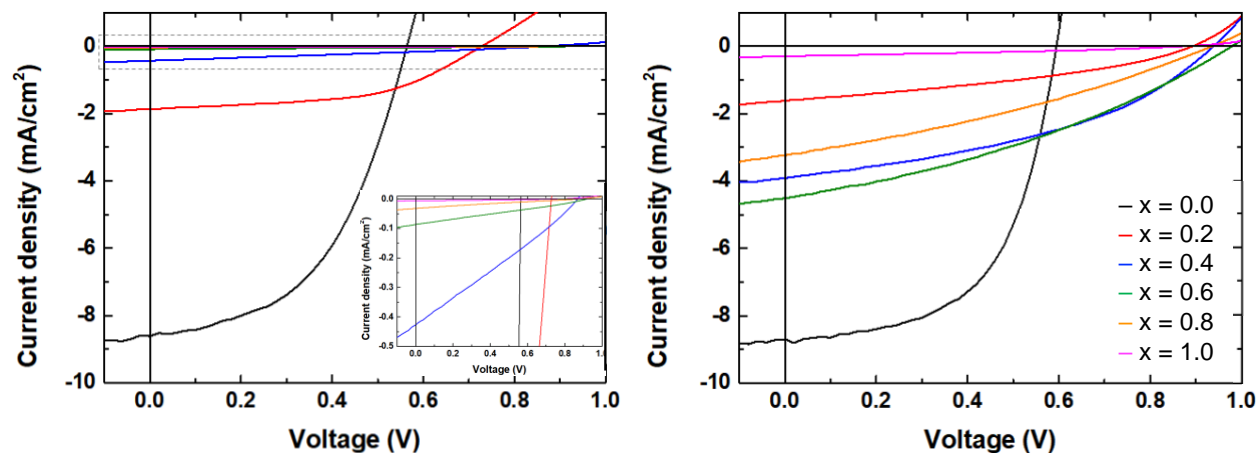 Current density (mA/cm²)
0
-2
-4
-6
-8
-10
0.0 0.2 0.4 0.6 0.8 1.0
Voltage (V)
Current density (mA/cm²)
0.0
-0.1
-0.2
-0.3
-0.4
-0.5
0.0 0.2 0.4 0.6 0.8 1.0
Voltage (V)
Current density (mA/cm²)
0
-2
-4
-6
-8
-10
0.0 0.2 0.4 0.6 0.8 1.0
Voltage (V)
x = 0.0
x = 0.2
x = 0.4
x = 0.6
x = 0.8
x = 1.0